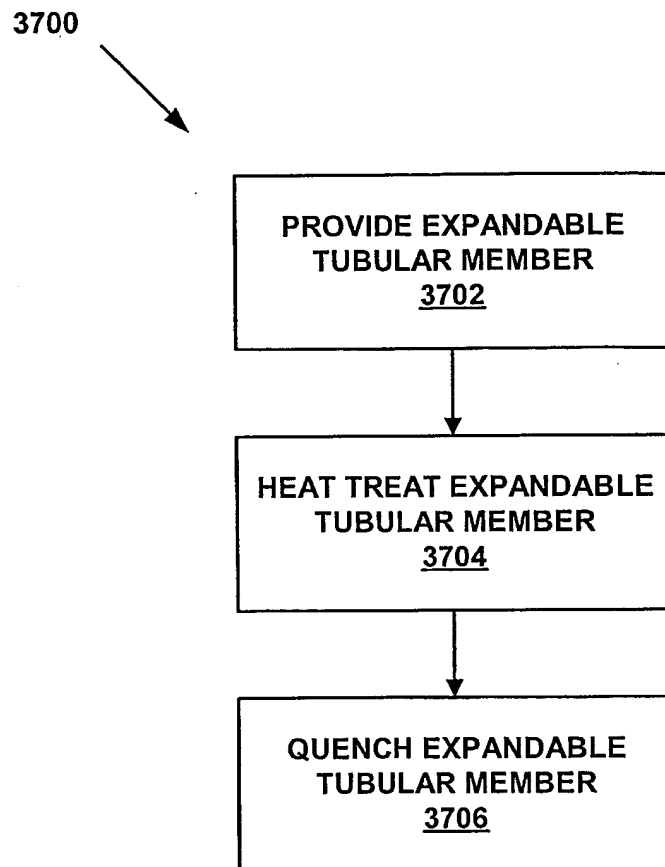 3700
PROVIDE EXPANDABLE
TUBULAR MEMBER
3702
HEAT TREAT EXPANDABLE
TUBULAR MEMBER
3704
QUENCH EXPANDABLE
TUBULAR MEMBER
3706